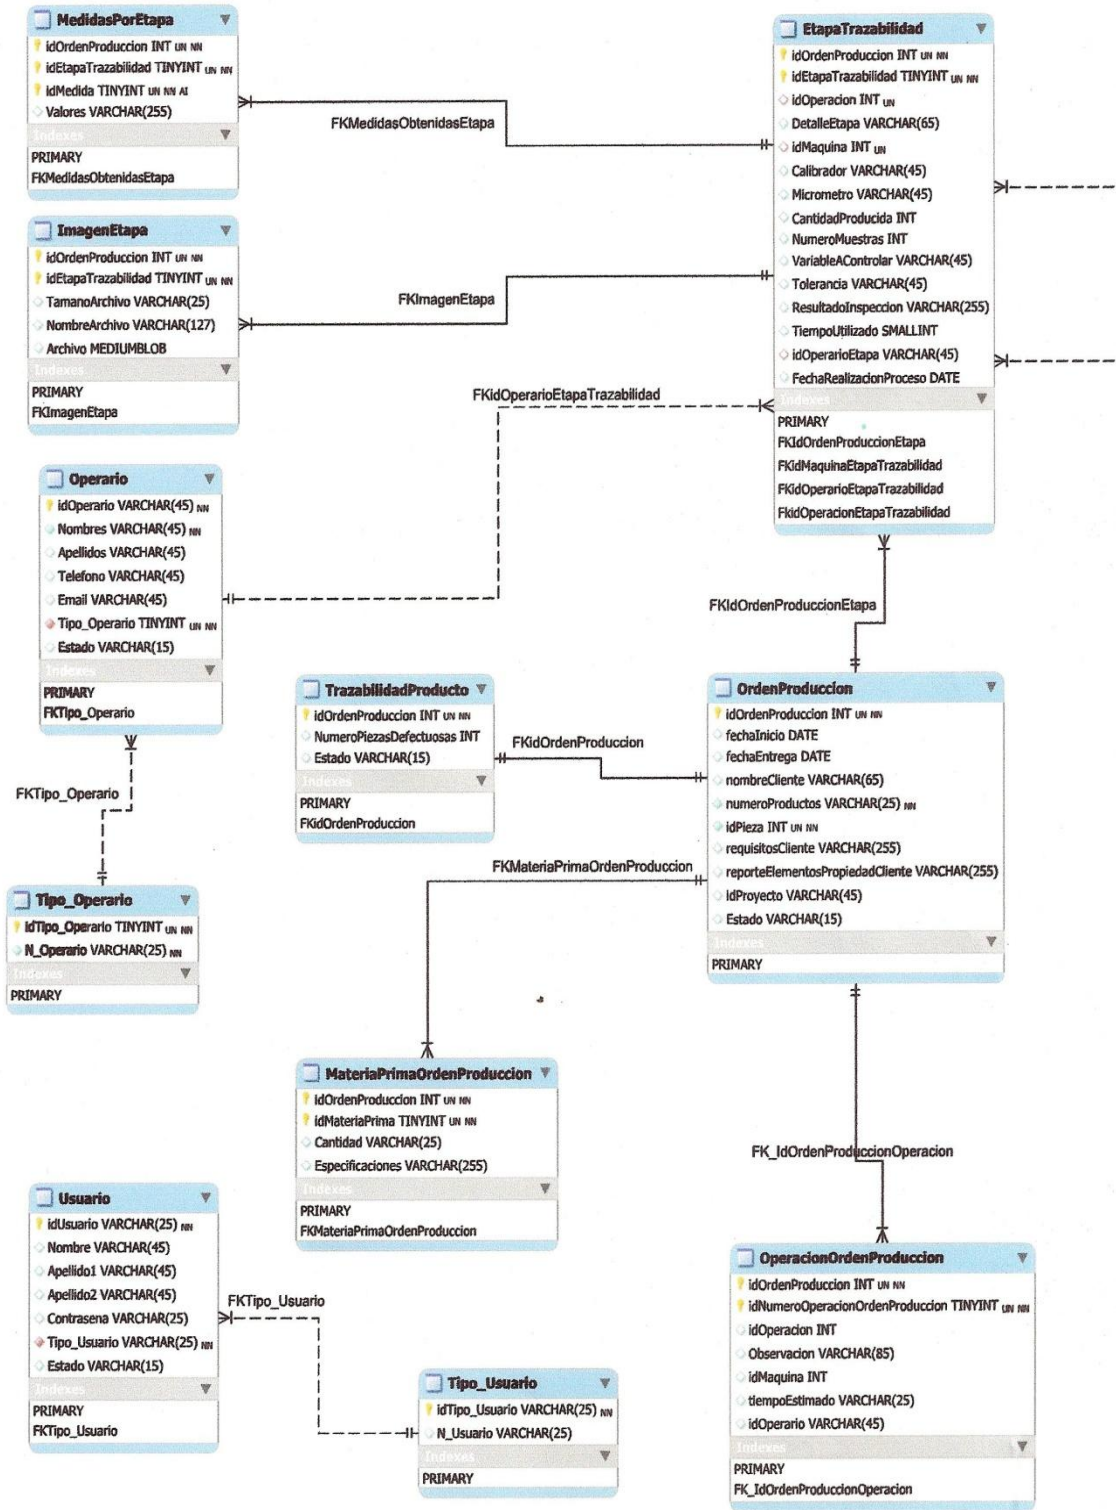 MedidasPorEtapa
idOrdenProduccion INT UN NN
idEtapaTrazabilidad TINYINT UN NN
idMedida TINYINT UN NN AI
Valores VARCHAR(255)
Indexes
PRIMARY
FKMedidasObtenidasEtapa
FKMedidasObtenidasEtapa
ImagenEtapa
idOrdenProduccion INT UN NN
idEtapaTrazabilidad TINYINT UN NN
TamanoArchivo VARCHAR(25)
NombreArchivo VARCHAR(127)
Archivo MEDIUMBLOB
Indexes
PRIMARY
FKImagenEtapa
FKImagenEtapa
EtapaTrazabilidad
idOrdenProduccion INT UN NN
idEtapaTrazabilidad TINYINT UN NN
idOperacion INT UN
DetalleEtapa VARCHAR(65)
idMaquina INT UN
Calibrador VARCHAR(45)
Micrometro VARCHAR(45)
CantidadProducida INT
NumeroMuestras INT
VariableAControlar VARCHAR(45)
Tolerancia VARCHAR(45)
ResultadoInspeccion VARCHAR(255)
TiempoUtilizado SMALLINT
idOperarioEtapa VARCHAR(45)
FechaRealizacionProceso DATE
Indexes
PRIMARY
FKIdOrdenProduccionEtapa
FKidMaquinaEtapaTrazabilidad
FKidOperarioEtapaTrazabilidad
FKidOperacionEtapaTrazabilidad
FKidOperarioEtapaTrazabilidad
Operario
idOperario VARCHAR(45) NN
Nombres VARCHAR(45) NN
Apellidos VARCHAR(45)
Telefono VARCHAR(45)
Email VARCHAR(45)
Tipo_Operario TINYINT UN NN
Estado VARCHAR(15)
Indexes
PRIMARY
FKTipo_Operario
FKIdOrdenProduccionEtapa
FKTipo_Operario
TrazabilidadProducto
idOrdenProduccion INT UN NN
NumeroPiezasDefectuosas INT
Estado VARCHAR(15)
Indexes
PRIMARY
FKidOrdenProduccion
FKidOrdenProduccion
OrdenProduccion
idOrdenProduccion INT UN NN
fechaInicio DATE
fechaEntrega DATE
nombreCliente VARCHAR(65)
numeroProductos VARCHAR(25) NN
idPieza INT UN NN
requisitosCliente VARCHAR(255)
reporteElementosPropiedadCliente VARCHAR(255)
idProyecto VARCHAR(45)
Estado VARCHAR(15)
Indexes
PRIMARY
FKMateriaPrimaOrdenProduccion
Tipo_Operario
idTipo_Operario TINYINT UN NN
N_Operario VARCHAR(25) NN
Indexes
PRIMARY
MateriaPrimaOrdenProduccion
idOrdenProduccion INT UN NN
idMateriaPrima TINYINT UN NN
Cantidad VARCHAR(25)
Especificaciones VARCHAR(255)
Indexes
PRIMARY
FKMateriaPrimaOrdenProduccion
FK_IdOrdenProduccionOperacion
Usuario
idUsuario VARCHAR(25) NN
Nombre VARCHAR(45)
Apellido1 VARCHAR(45)
Apellido2 VARCHAR(45)
Contrasena VARCHAR(25)
Tipo_Usuario VARCHAR(25) NN
Estado VARCHAR(15)
Indexes
PRIMARY
FKTipo_Usuario
FKTipo_Usuario
Tipo_Usuario
idTipo_Usuario VARCHAR(25) NN
N_Usuario VARCHAR(25)
Indexes
PRIMARY
OperacionOrdenProduccion
idOrdenProduccion INT UN NN
idNumeroOperacionOrdenProduccion TINYINT UN NN
idOperacion INT
Observacion VARCHAR(85)
idMaquina INT
tiempoEstimado VARCHAR(25)
idOperario VARCHAR(45)
Indexes
PRIMARY
FK_IdOrdenProduccionOperacion